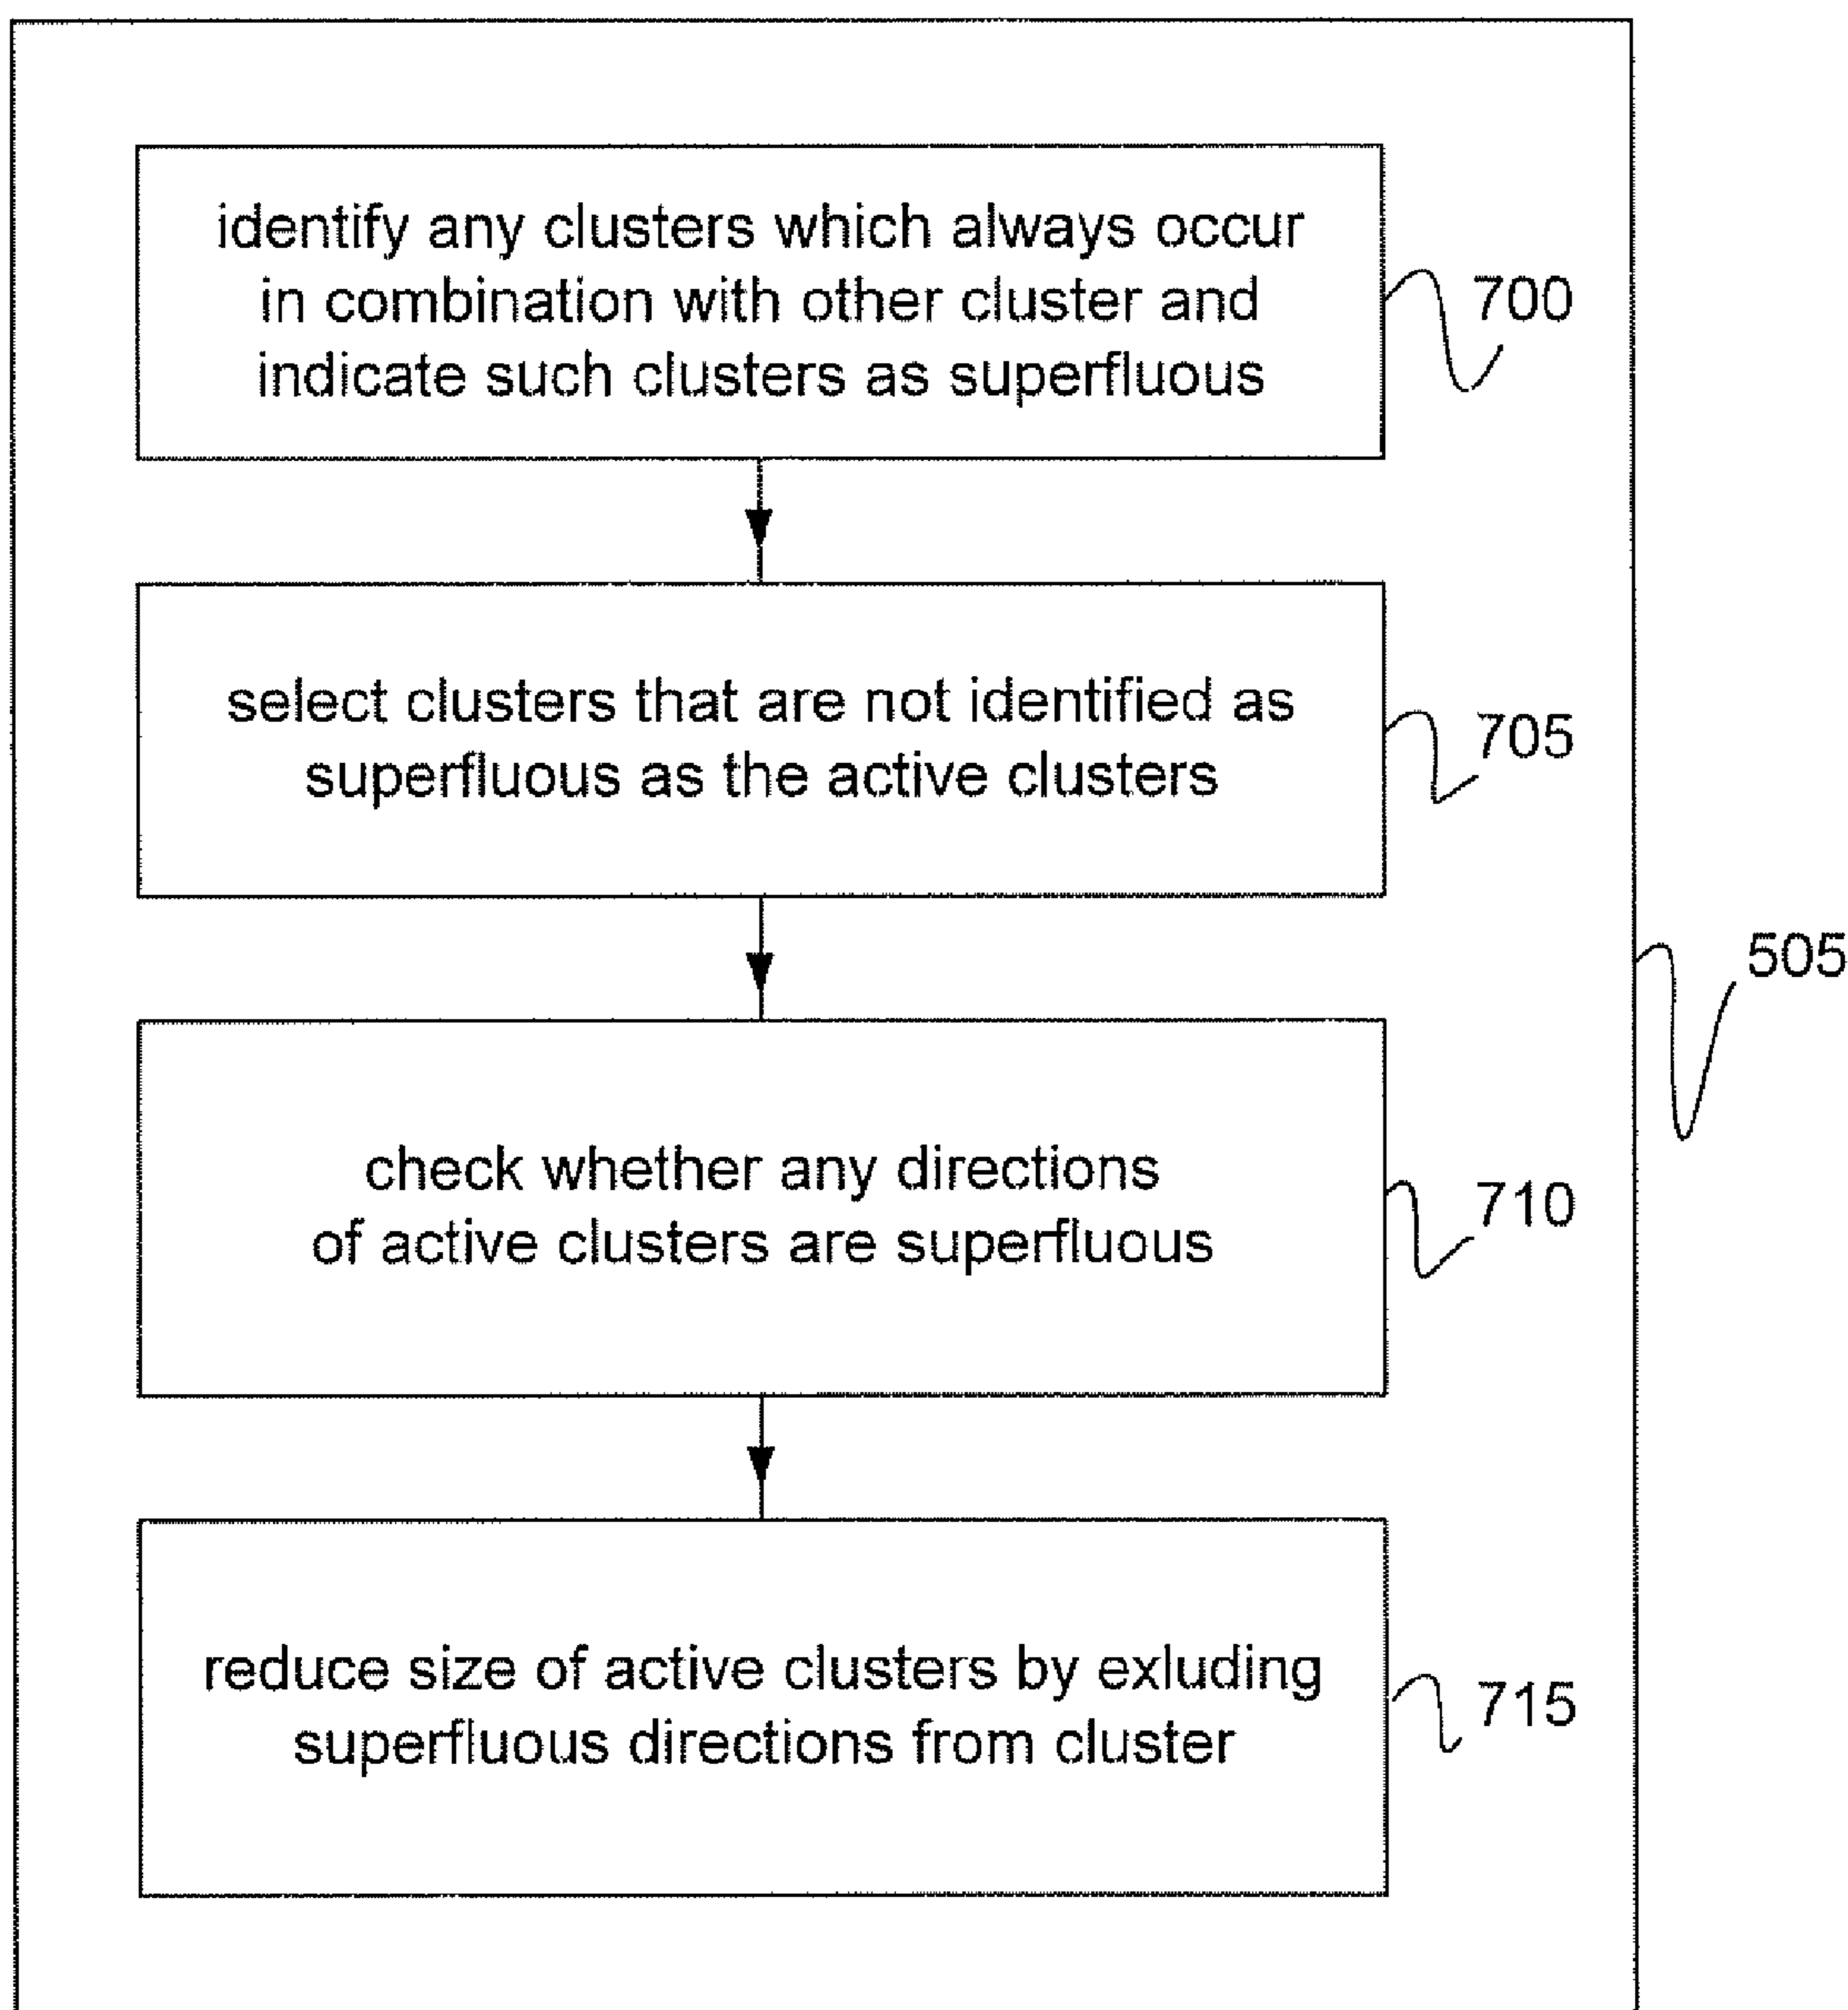 identify any clusters which always occur
in combination with other cluster and
indicate such clusters as superfluous
700
select clusters that are not identified as
superfluous as the active clusters
705
505
check whether any directions
of active clusters are superfluous
710
reduce size of active clusters by exluding
superfluous directions from cluster
715